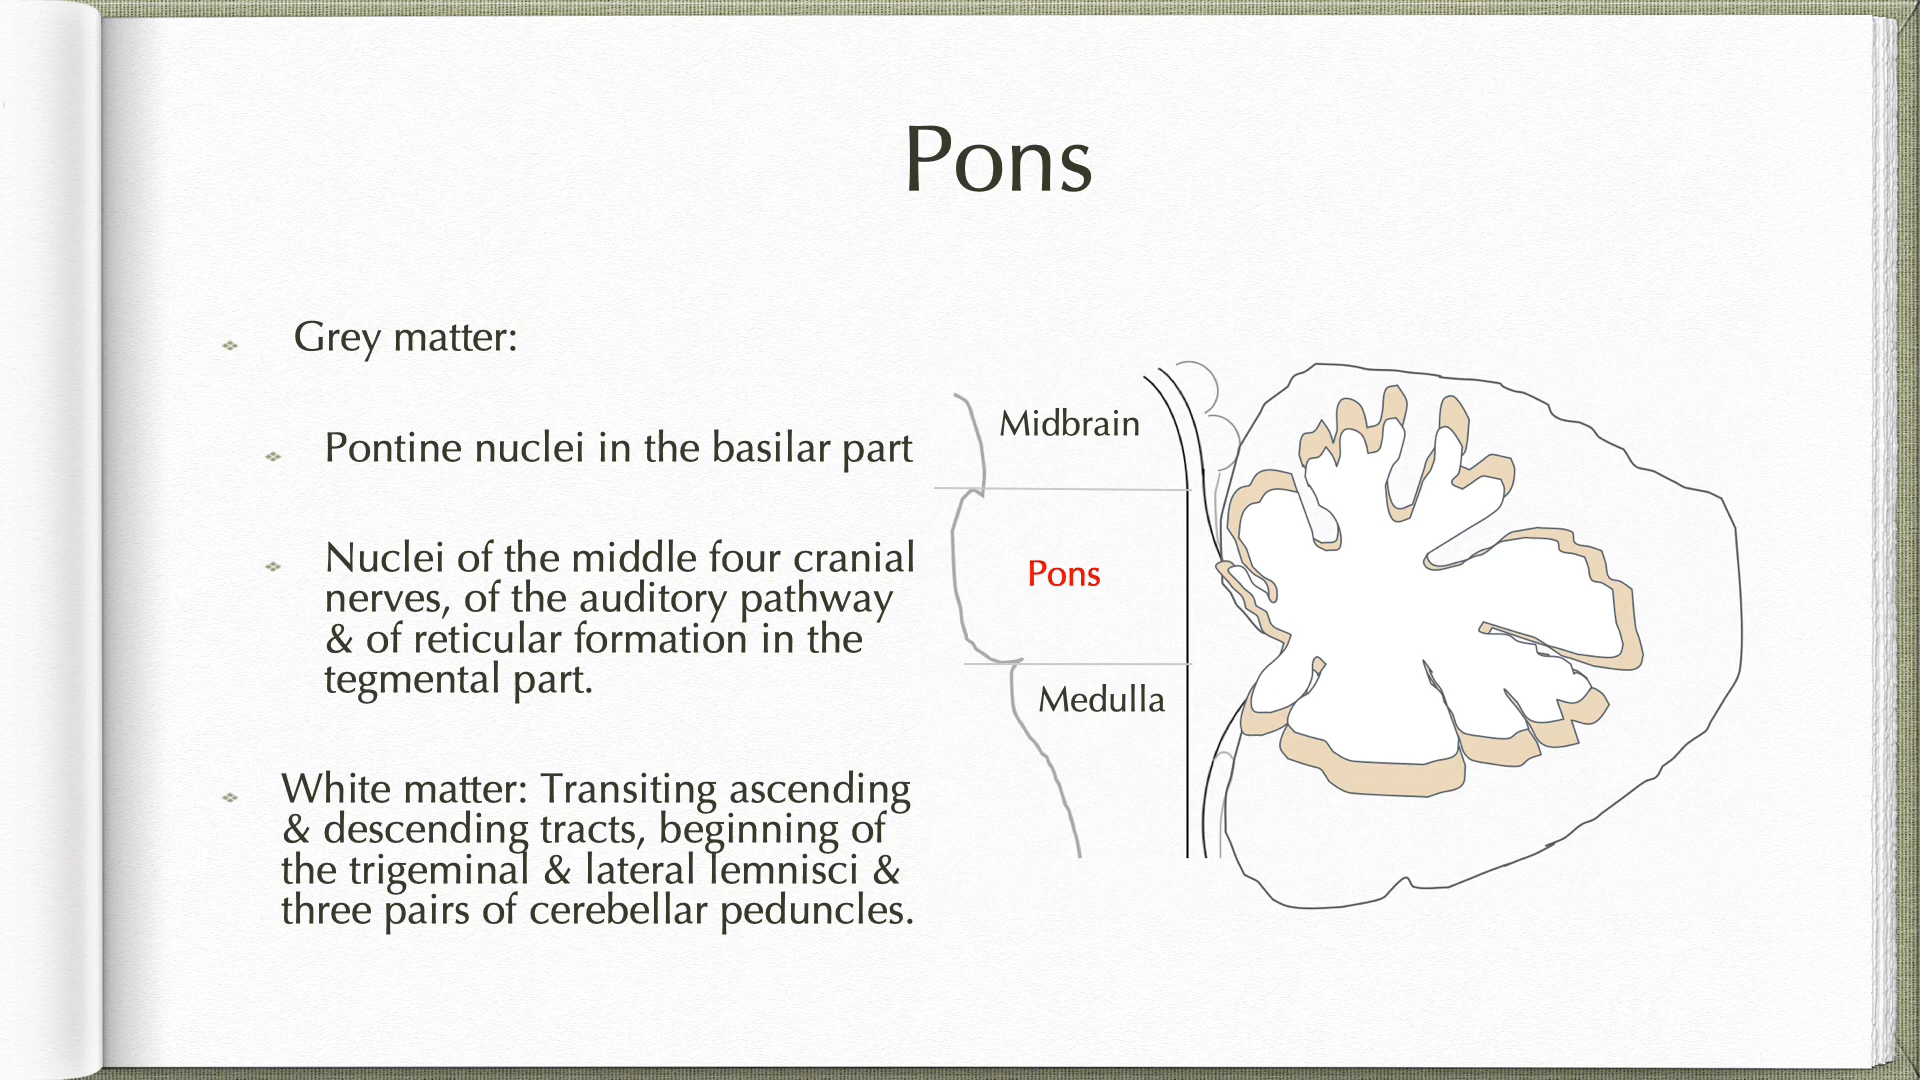 Pons
Grey matter:
Pontine nuclei in the basilar part
Nuclei of the middle four cranial
nerves, of the auditory pathway
& of reticular formation in the
tegmental part.
White matter: Transiting ascending
& descending tracts, beginning of
the trigeminal & lateral lemnisci &
three pairs of cerebellar peduncles.
Midbrain
Pons
Medulla